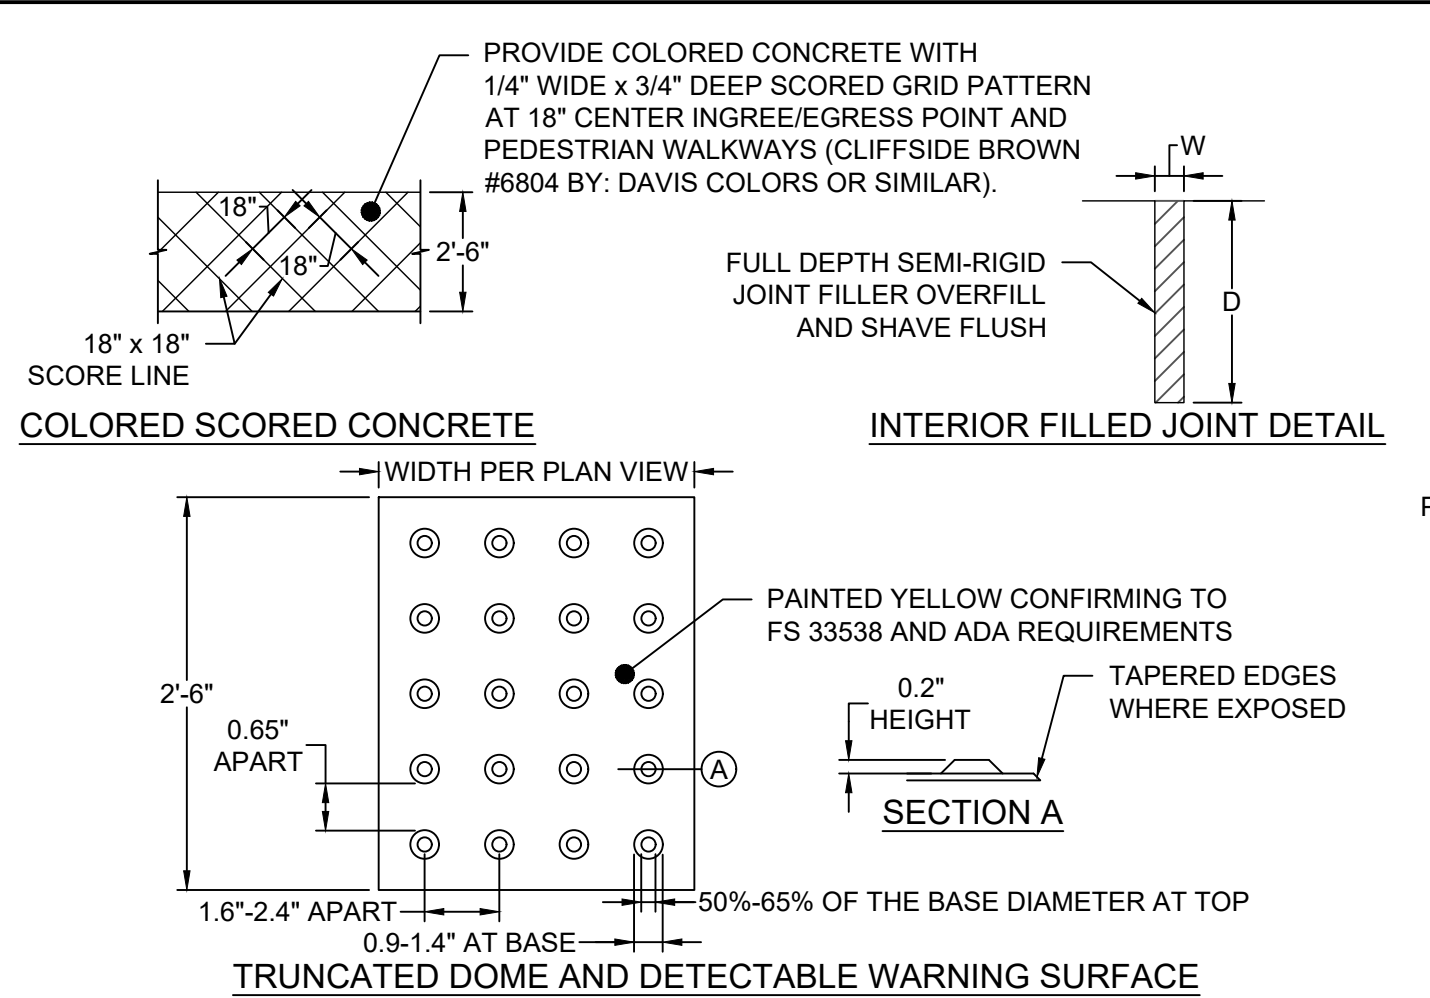 PROVIDE COLORED CONCRETE WITH
1/4" WIDE x 3/4" DEEP SCORED GRID PATTERN
AT 18" CENTER INGREE/EGRESS POINT AND
PEDESTRIAN WALKWAYS (CLIFFSIDE BROWN
#6804 BY: DAVIS COLORS OR SIMILAR).
18"
18"
2'-6"
18" x 18"
SCORE LINE
COLORED SCORED CONCRETE
W
FULL DEPTH SEMI-RIGID
JOINT FILLER OVERFILL
AND SHAVE FLUSH
D
INTERIOR FILLED JOINT DETAIL
WIDTH PER PLAN VIEW
2'-6"
0.65"
APART
PAINTED YELLOW CONFIRMING TO
FS 33538 AND ADA REQUIREMENTS
A
1.6"-2.4" APART
0.9-1.4" AT BASE
50%-65% OF THE BASE DIAMETER AT TOP
0.2"
HEIGHT
TAPERED EDGES
WHERE EXPOSED
SECTION A
TRUNCATED DOME AND DETECTABLE WARNING SURFACE